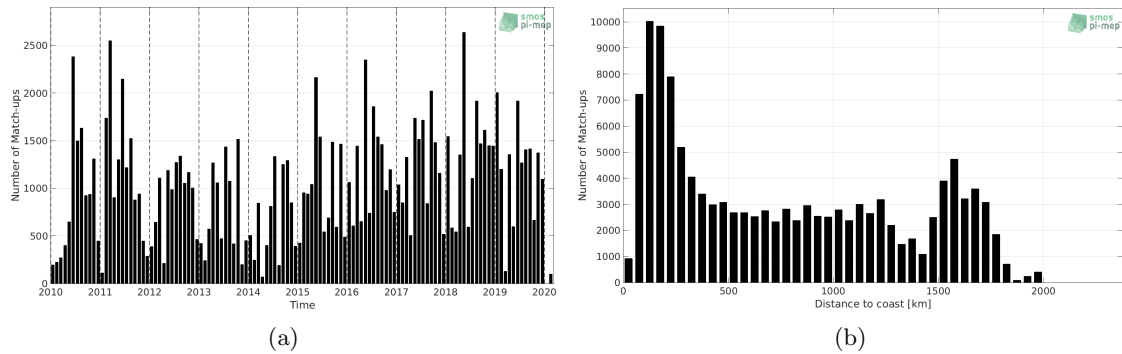 smos
pi-mep
2500
2000
1500
1000
500
0
Number of Match-ups
2010 2011 2012 2013 2014 2015 2016 2017 2018 2019 2020
Time
(a)
smos
pi-mep
10000
9000
8000
7000
6000
5000
4000
3000
2000
1000
0
Number of Match-ups
0 500 1000 1500 2000
Distance to coast [km]
(b)